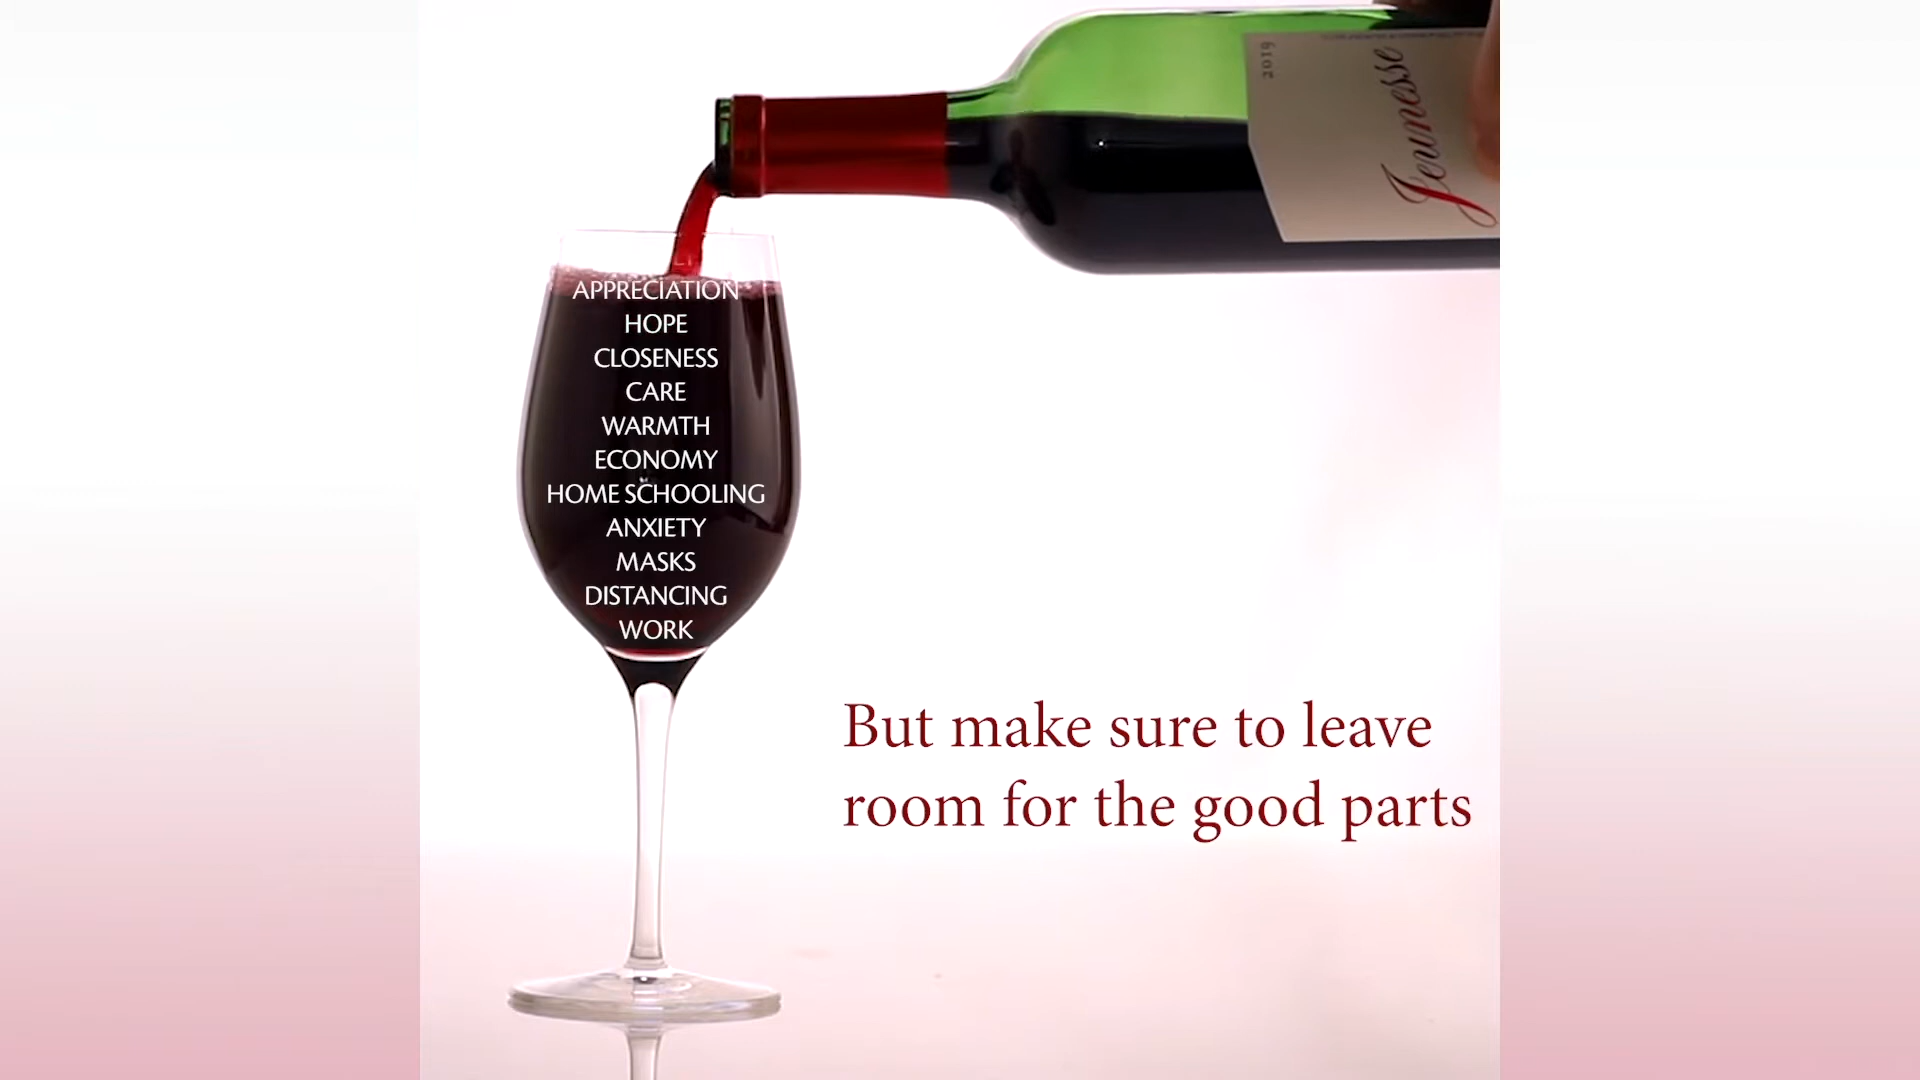 2019
Jeunesse
APPRECIATION
HOPE
CLOSENESS
CARE
WARMTH
ECONOMY
HOME SCHOOLING
ANXIETY
MASKS
DISTANCING
WORK
But make sure to leave
room for the good parts